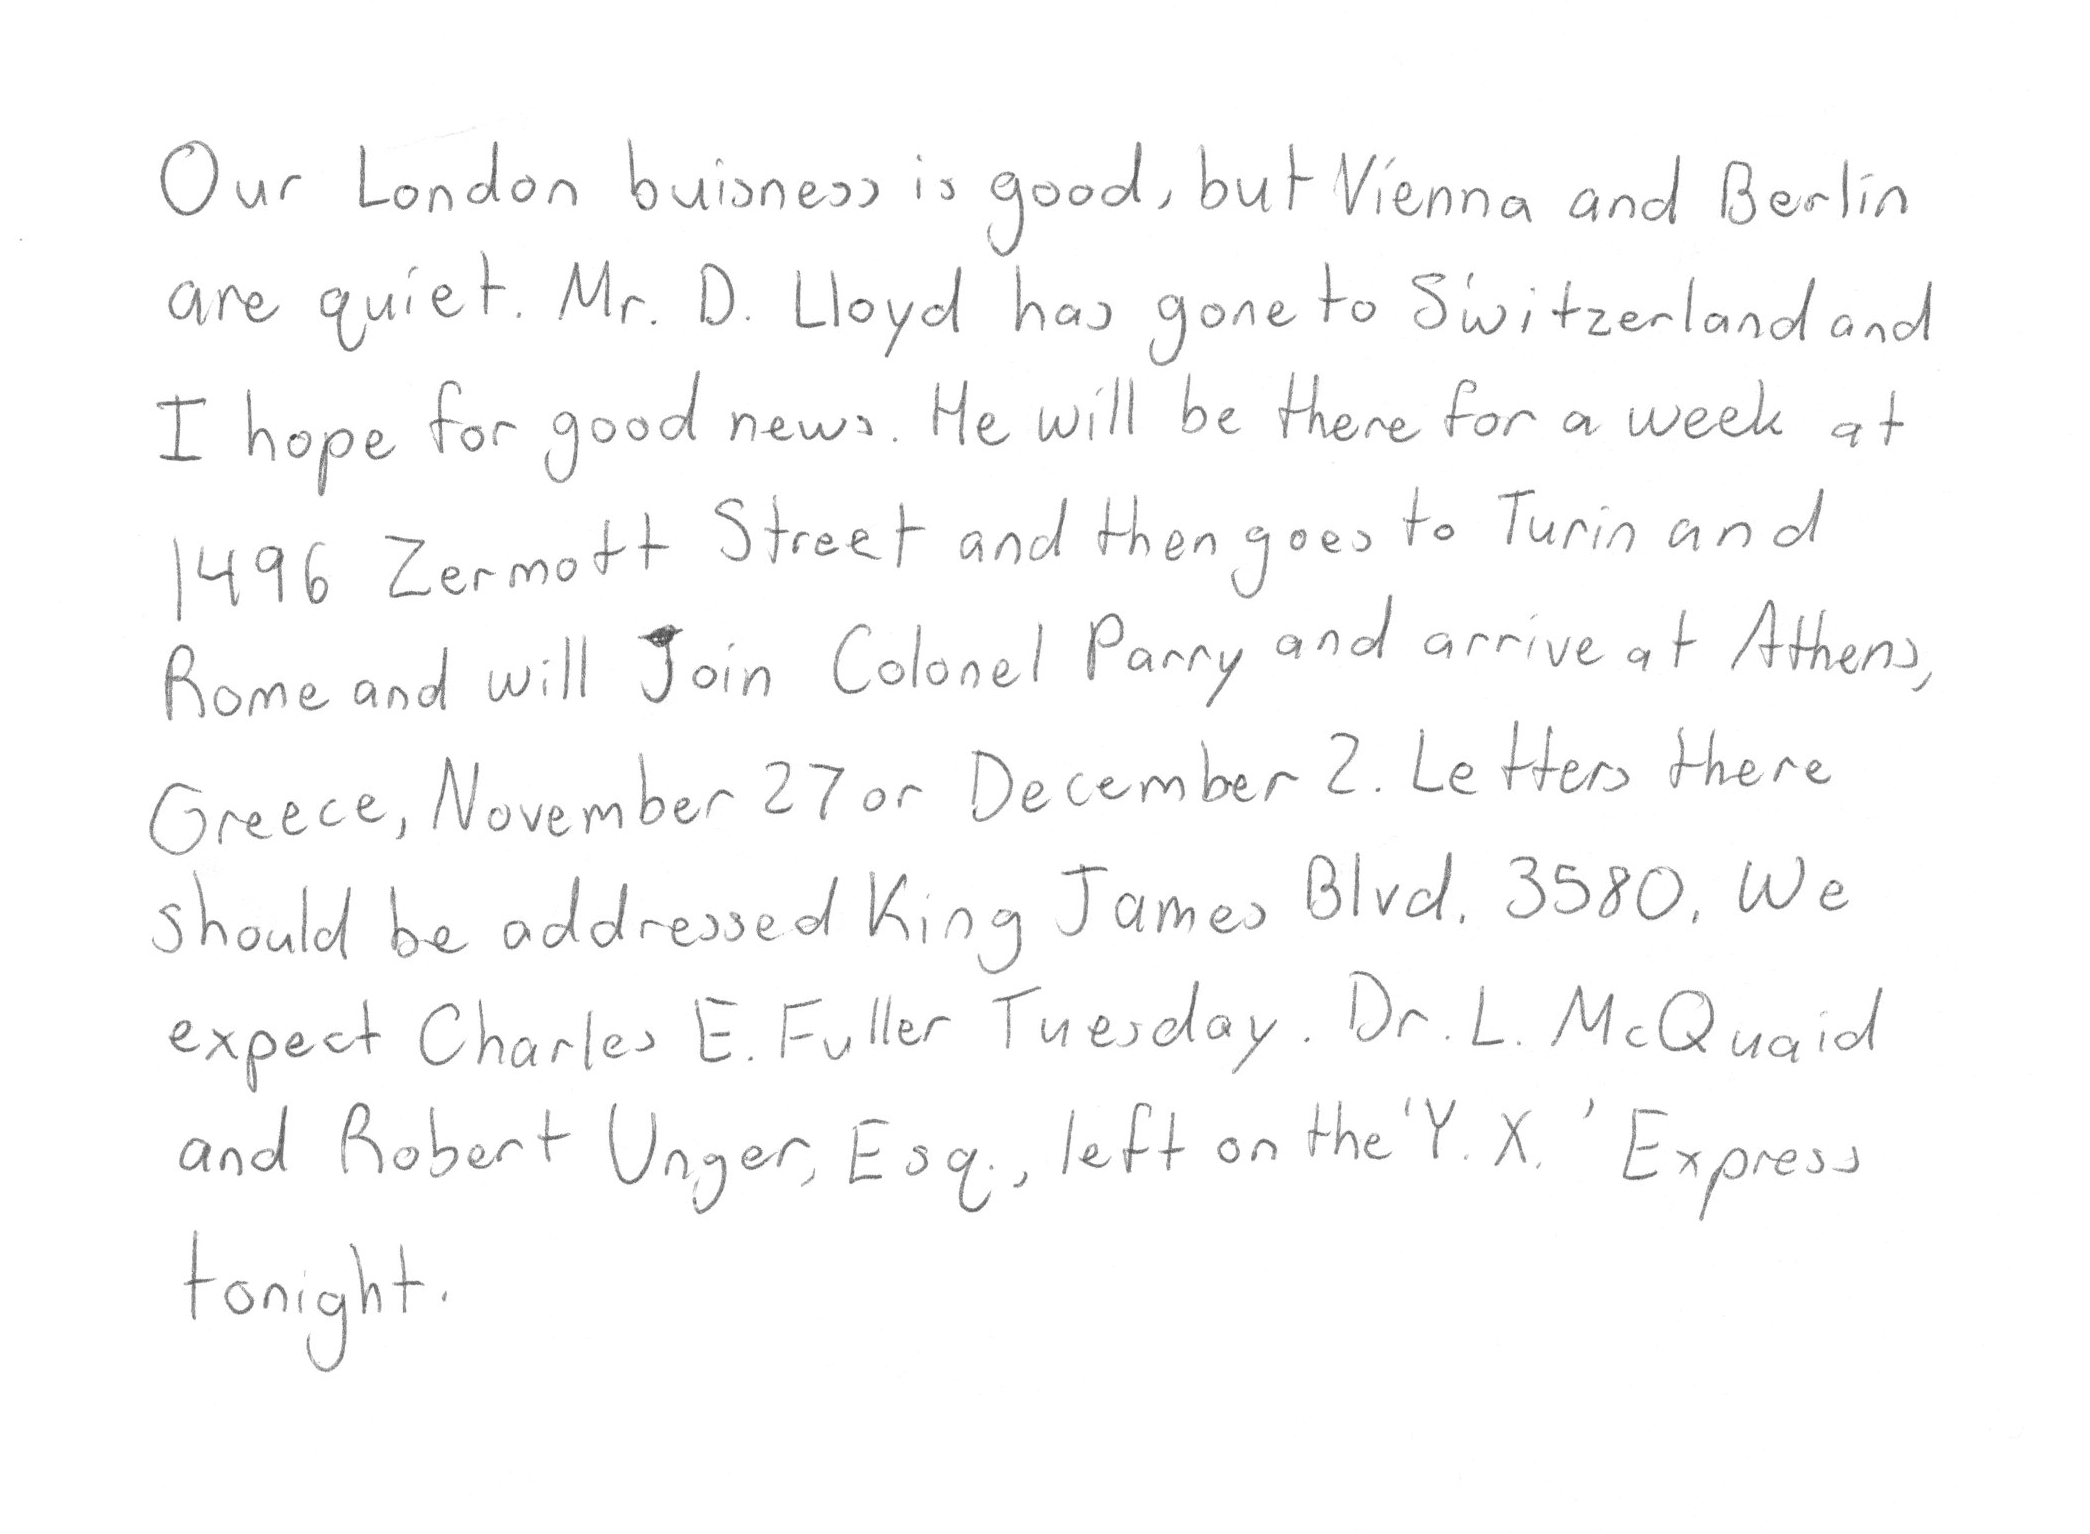 Our London buisness is good, but Vienna and Berlin
are quiet. Mr. D. Lloyd has gone to Switzerland and
I hope for good news. He will be there for a week at
1496 Zermott Street and then goes to Turin and
Rome and will Join Colonel Parry and arrive at Athens,
Greece, November 27 or December 2. Letters there
should be addressed King James Blvd. 3580. We
expect Charles E. Fuller Tuesday. Dr. L. McQuaid
and Robert Unger, Esq., left on the 'Y. X.' Express
tonight.